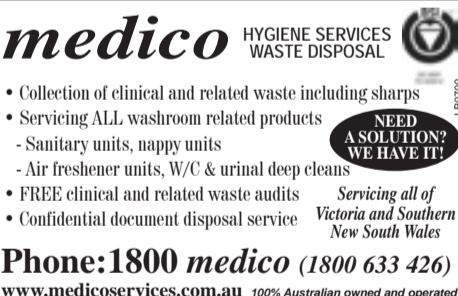 medico HYGIENE SERVICES
WASTE DISPOSAL
• Collection of clinical and related waste including sharps
• Servicing ALL washroom related products
- Sanitary units, nappy units
- Air freshener units, W/C & urinal deep cleans
• FREE clinical and related waste audits
• Confidential document disposal service
NEED
A SOLUTION?
WE HAVE IT!
Servicing all of
Victoria and Southern
New South Wales
Phone:1800 medico (1800 633 426)
www.medicoservices.com.au 100% Australian owned and operated